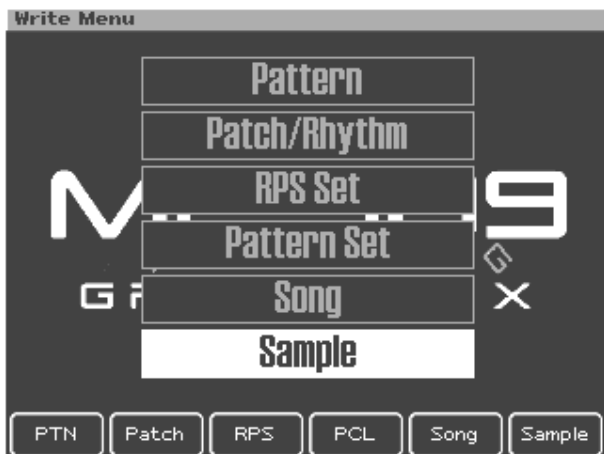 Write Menu
Pattern
Patch/Rhythm
RPS Set
Pattern Set
Song
Sample
PTN Patch RPS PCL Song Sample